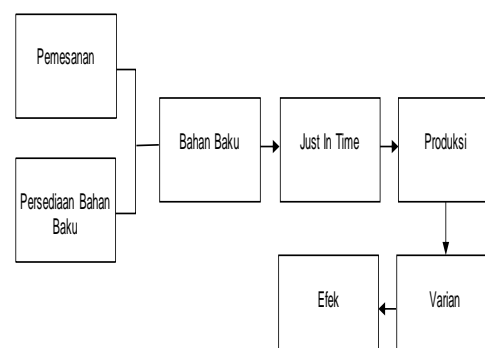 Pemesanan
Persediaan Bahan
Baku
Bahan Baku
Just In Time
Produksi
Efek
Varian